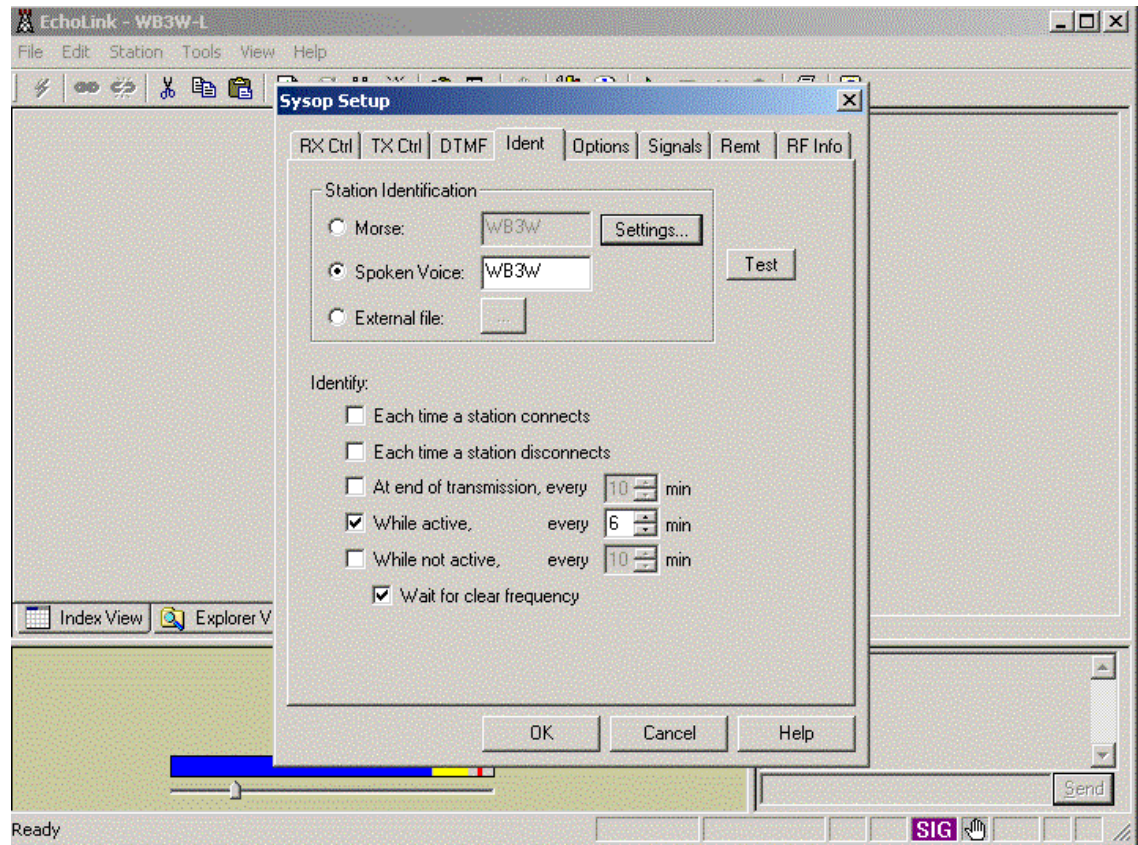 EchoLink - WB3W-L
File Edit Station Tools View Help
Sysop Setup
RX Ctrl TX Ctrl DTMF Ident Options Signals Remt RF Info
Station Identification
Morse: WB3W Settings...
Spoken Voice: WB3W Test
External file: ...
Identify:
Each time a station connects
Each time a station disconnects
At end of transmission, every 10 min
While active, every 6 min
While not active, every 10 min
Wait for clear frequency
Index View Explorer V
OK Cancel Help
Send
Ready SIG